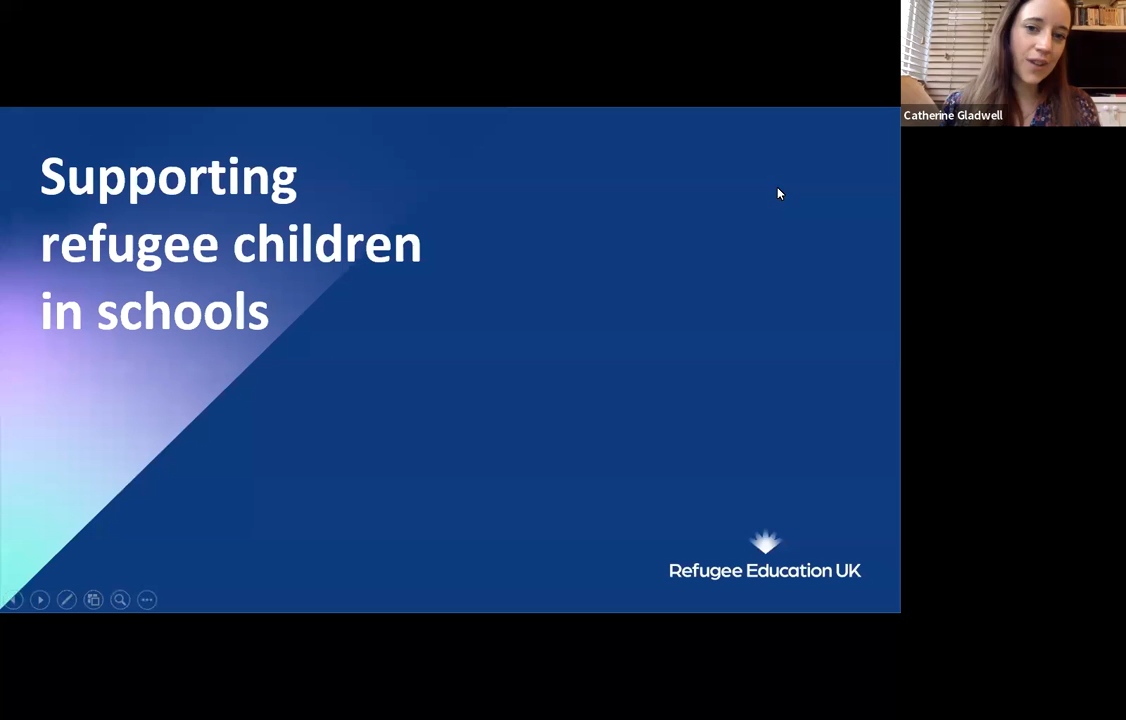 Supporting
refugee children
in schools
Refugee Education UK
Catherine Gladwell